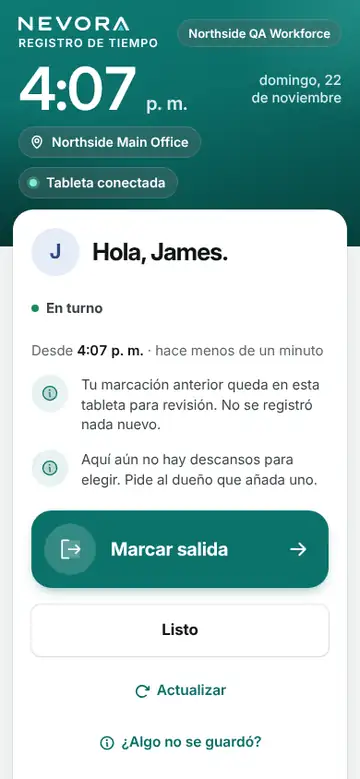 NEVORA
REGISTRO DE TIEMPO
Northside QA Workforce
4:07 p. m.
domingo, 22
de noviembre
Northside Main Office
Tableta conectada
J
Hola, James.
En turno
Desde 4:07 p. m. · hace menos de un minuto
Tu marcación anterior queda en esta
tableta para revisión. No se registró
nada nuevo.
Aquí aún no hay descansos para
elegir. Pide al dueño que añada uno.
Marcar salida
Listo
Actualizar
¿Algo no se guardó?